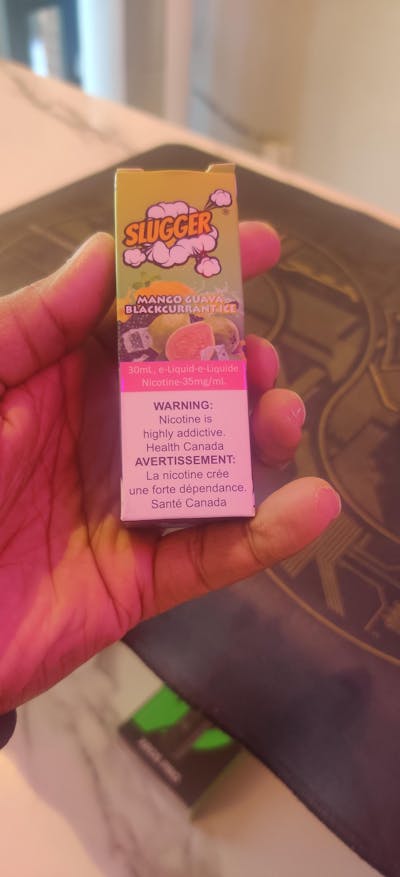 SLUGGER
®
MANGO GUAVA
BLACKCURRANT ICE
30mL, e-Liquid-e-Liquide
Nicotine-35mg/mL
WARNING:
Nicotine is
highly addictive.
Health Canada
AVERTISSEMENT:
La nicotine crée
une forte dépendance.
Santé Canada